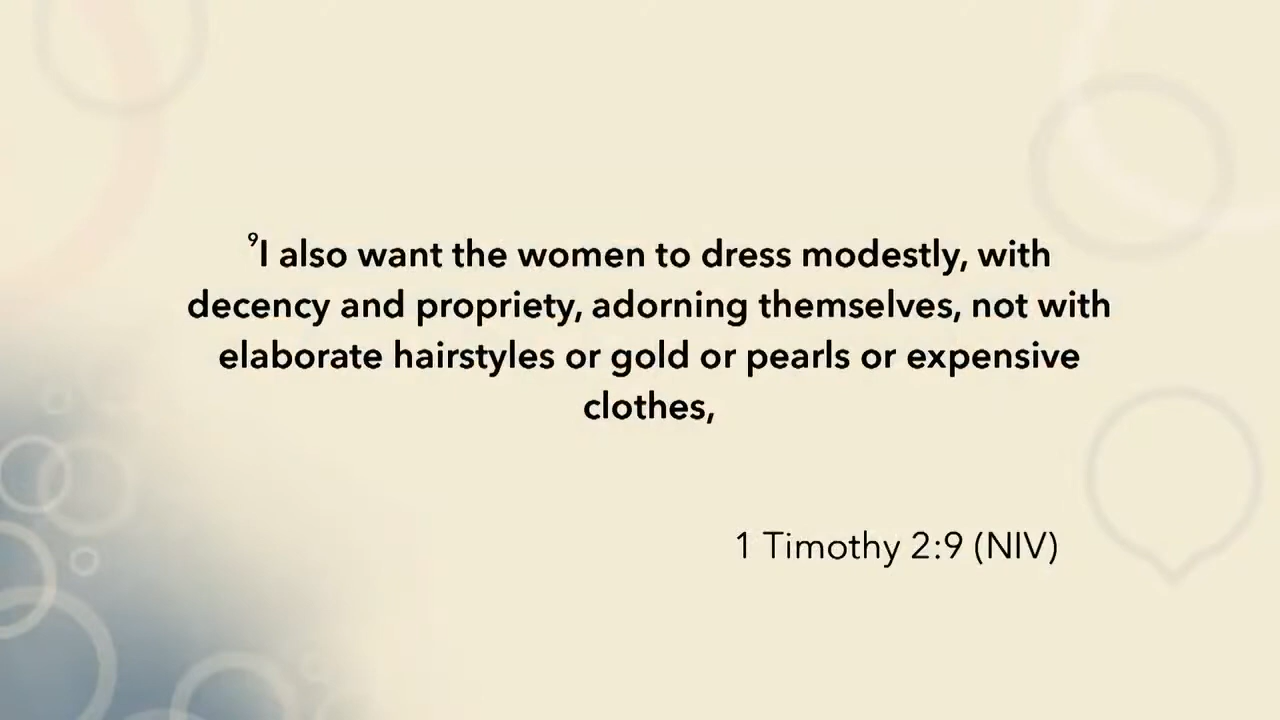 ⁹I also want the women to dress modestly, with
decency and propriety, adorning themselves, not with
elaborate hairstyles or gold or pearls or expensive
clothes,
1 Timothy 2:9 (NIV)